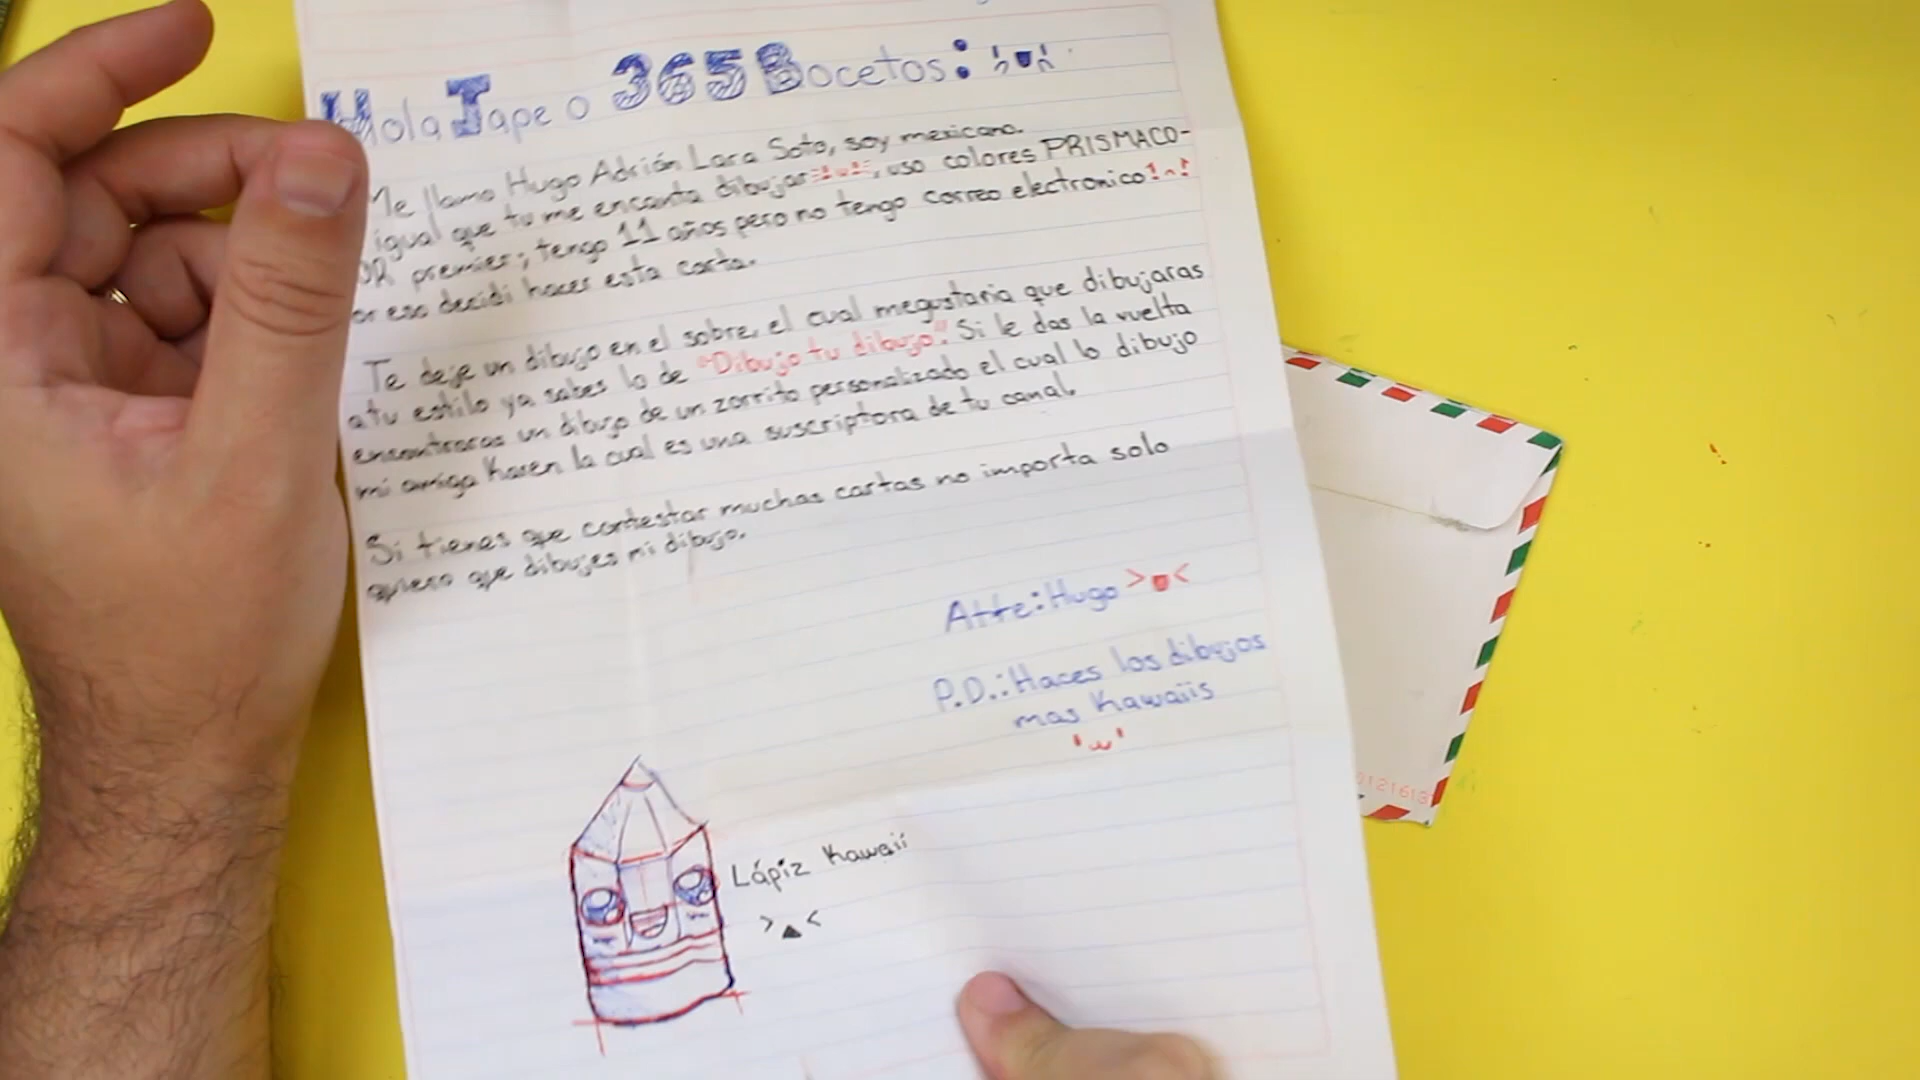 Hola Tape o 365 Bocetos:
Me llamo Hugo Adrián Lara Soto, soy mexicano.
igual que tu me encanta dibujar, uso colores PRISMACO-
OR premier; tengo 11 años pero no tengo correo electronico
or eso decidi hacer esta carta.
Te deje un dibujo en el sobre, el cual megustaria que dibujaras
a tu estilo ya sabes lo de "Dibujo tu dibujo". Si le das la vuelta
encontraras un dibujo de un zorrito personalizado el cual lo dibujo
mi amiga Karen la cual es una suscriptora de tu canal.
Si tienes que contestar muchas cartas no importa solo
quiero que dibujes mi dibujo.
Atte: Hugo >▪<
P.D.: Haces los dibujos
mas Kawaiis
'ω'
Lápiz Kawaii
>▲<